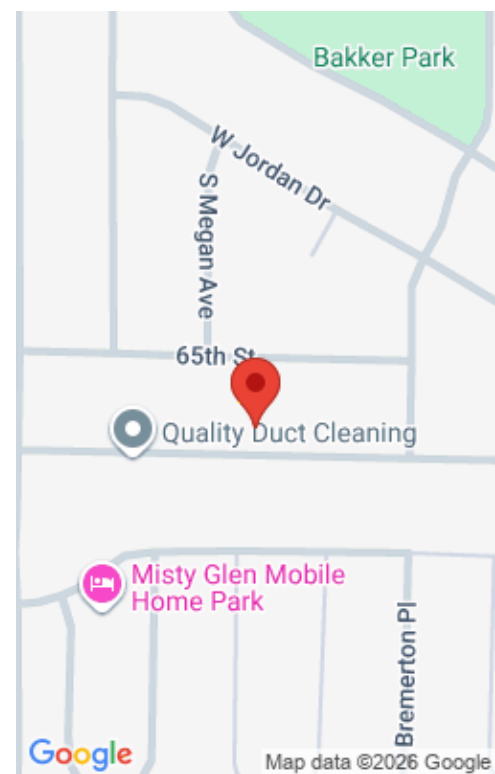 Bakker Park
W Jordan Dr
S Megan Ave
65th St
Quality Duct Cleaning
Misty Glen Mobile
Home Park
Bremerton Pl
Google
Map data ©2026 Google